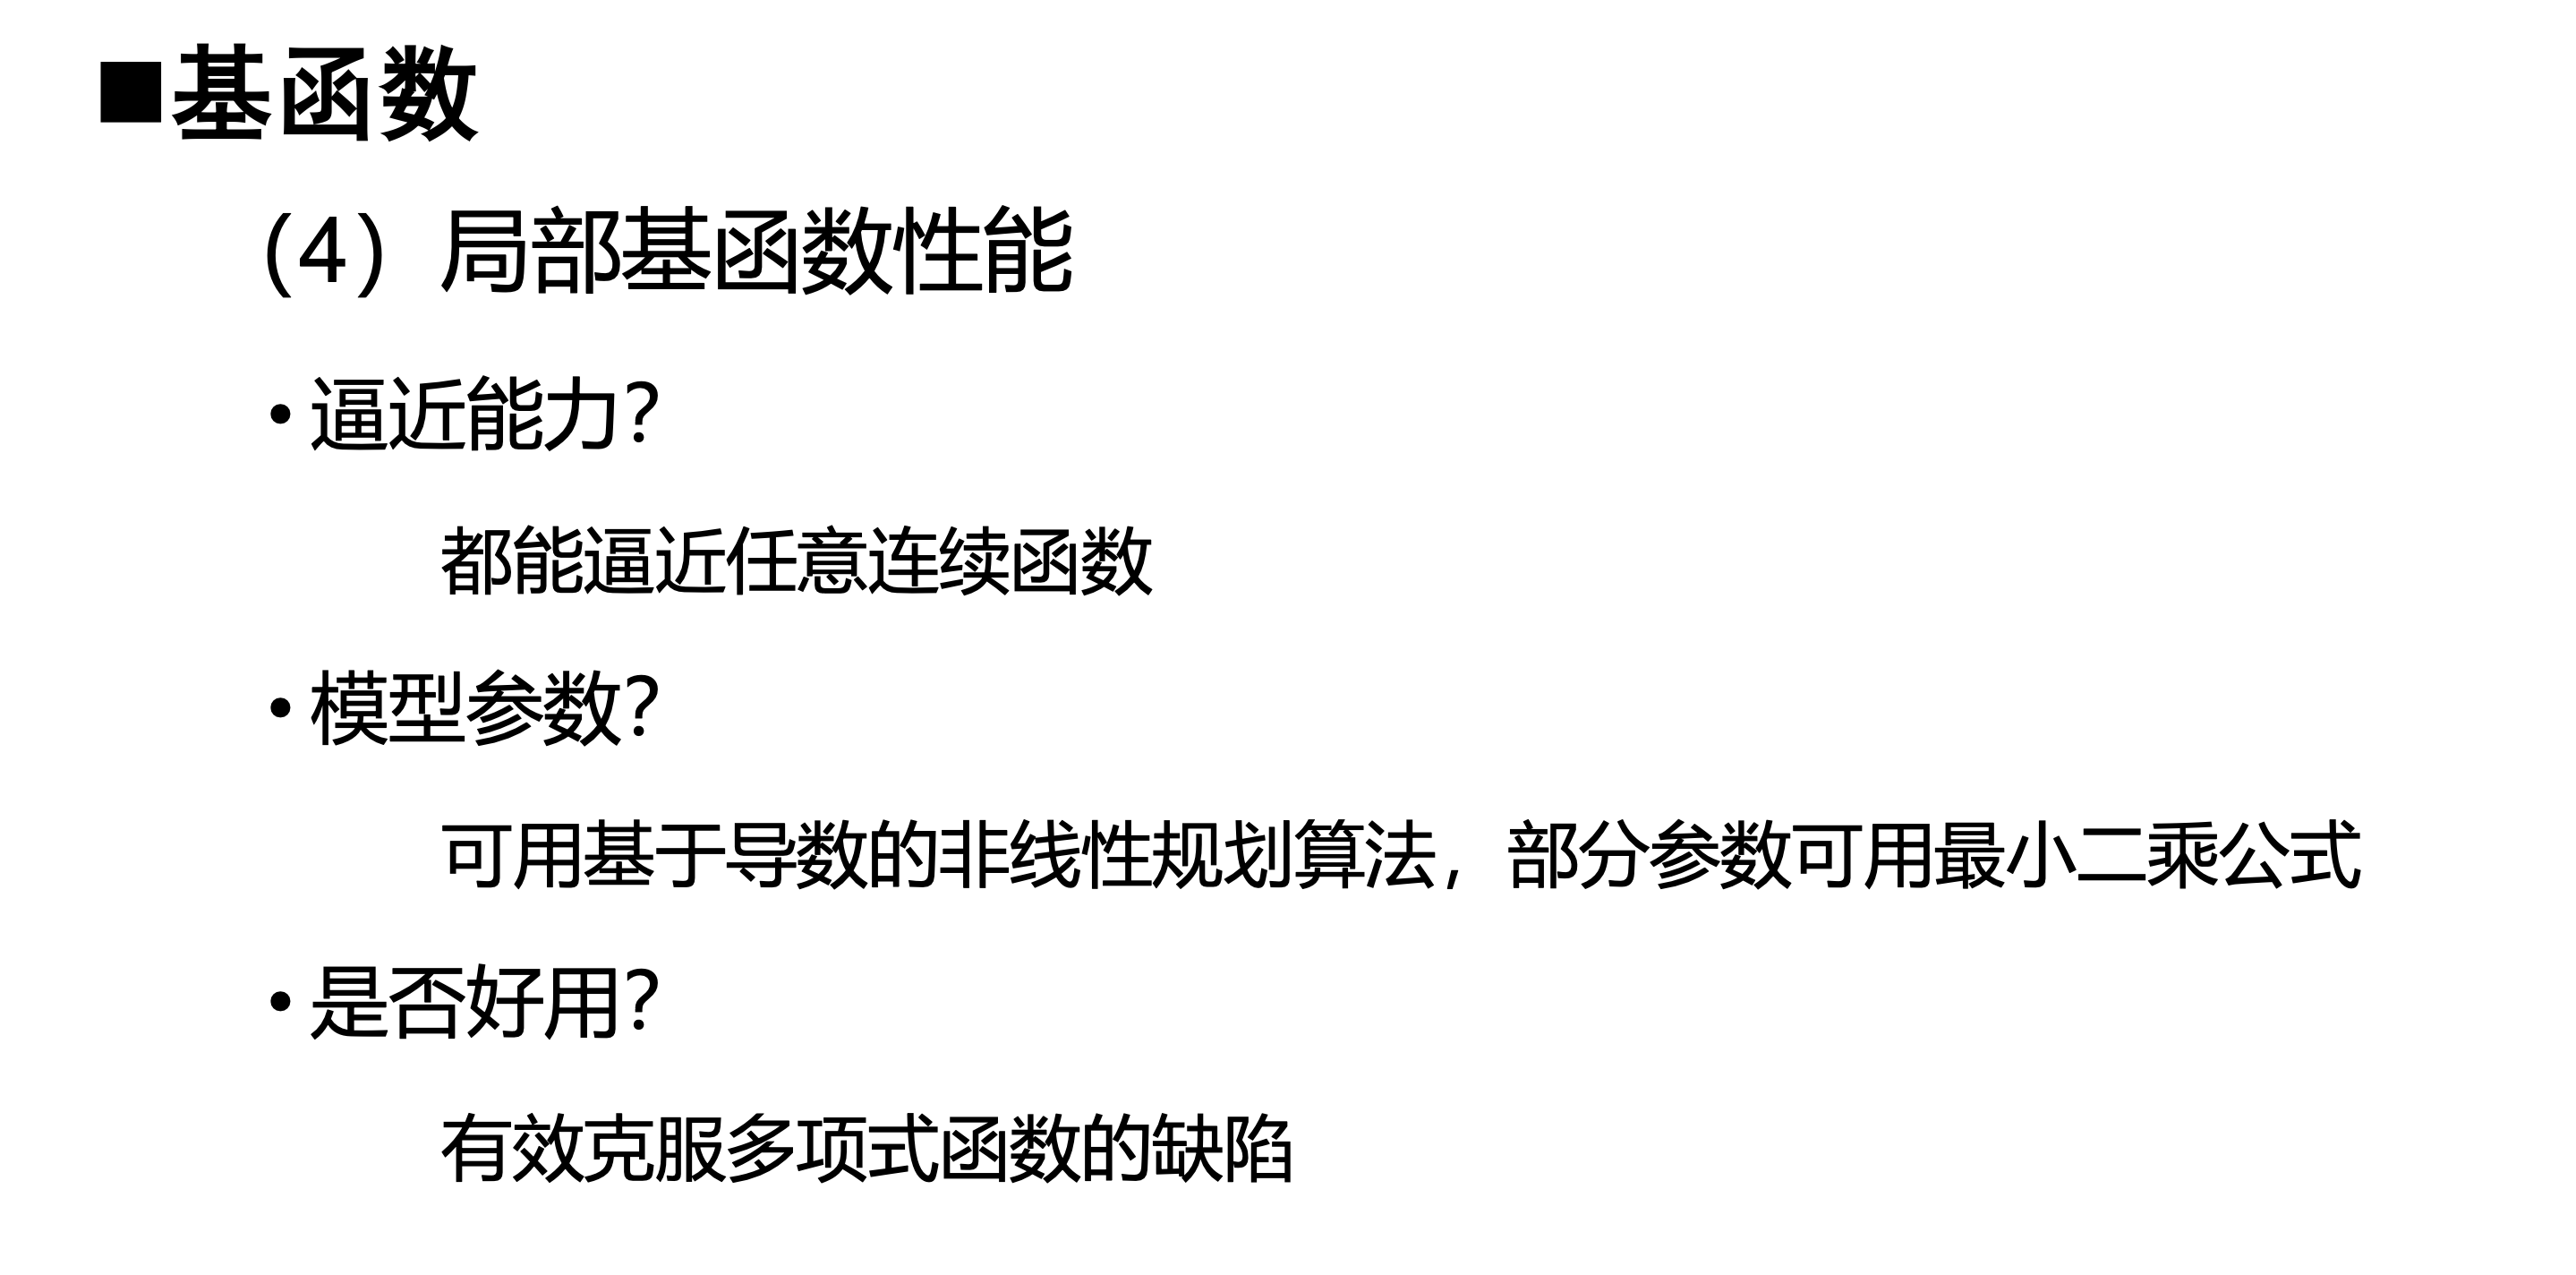 ■基函数
（4）局部基函数性能
• 逼近能力？
都能逼近任意连续函数
• 模型参数？
可用基于导数的非线性规划算法，部分参数可用最小二乘公式
• 是否好用？
有效克服多项式函数的缺陷